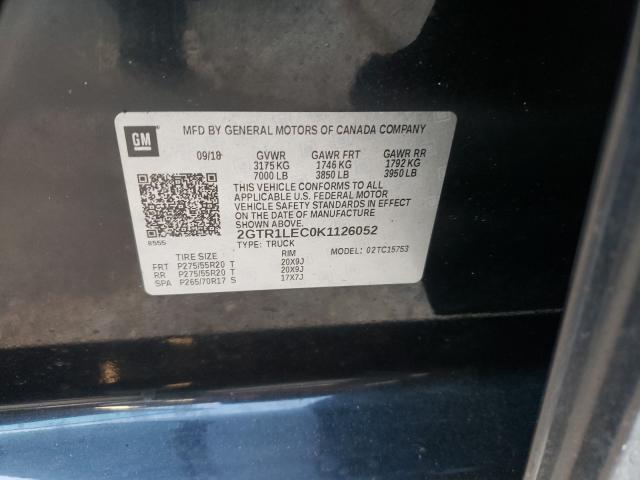 GM
MFD BY GENERAL MOTORS OF CANADA COMPANY
09/18 GVWR GAWR FRT GAWR RR
3175 KG 1746 KG 1792 KG
7000 LB 3850 LB 3950 LB
THIS VEHICLE CONFORMS TO ALL
APPLICABLE U.S. FEDERAL MOTOR
VEHICLE SAFETY STANDARDS IN EFFECT
ON THE DATE OF MANUFACTURE
SHOWN ABOVE.
8555 2GTR1LEC0K1126052
TYPE: TRUCK MODEL: 02TC15753
TIRE SIZE RIM
FRT P275/55R20 T 20X9J
RR P275/55R20 T 20X9J
SPA P265/70R17 S 17X7J